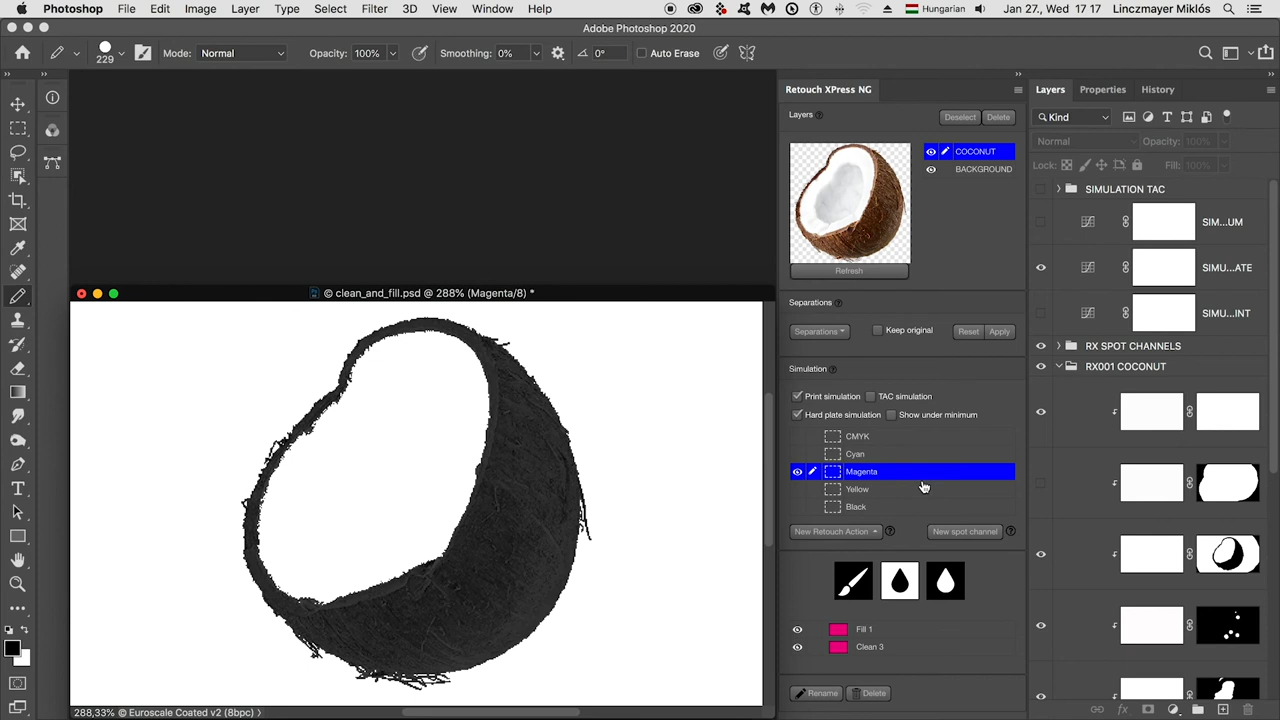 Photoshop File Edit Image Layer Type Select Filter 3D View Window Help Hungarian Jan 27., Wed 17 17 Linczmayer Miklós
Adobe Photoshop 2020
229 Mode: Normal Opacity: 100% Smoothing: 0% 0° Auto Erase
Retouch XPress NG
Layers Deselect Delete
COCONUT
BACKGROUND
Refresh
Separations
Separations Keep original Reset Apply
Simulation
Print simulation TAC simulation
Hard plate simulation Show under minimum
CMYK
Cyan
Magenta
Yellow
Black
New Retouch Action New spot channel
Fill 1
Clean 3
Rename Delete
Layers Properties History
Kind
Normal Opacity: 100%
Lock: Fill: 100%
SIMULATION TAC
SIM...UM
SIMU...ATE
SIMU...INT
RX SPOT CHANNELS
RX001 COCONUT
fx
© clean_and_fill.psd @ 288% (Magenta/8) *
288,33% © Euroscale Coated v2 (8bpc)